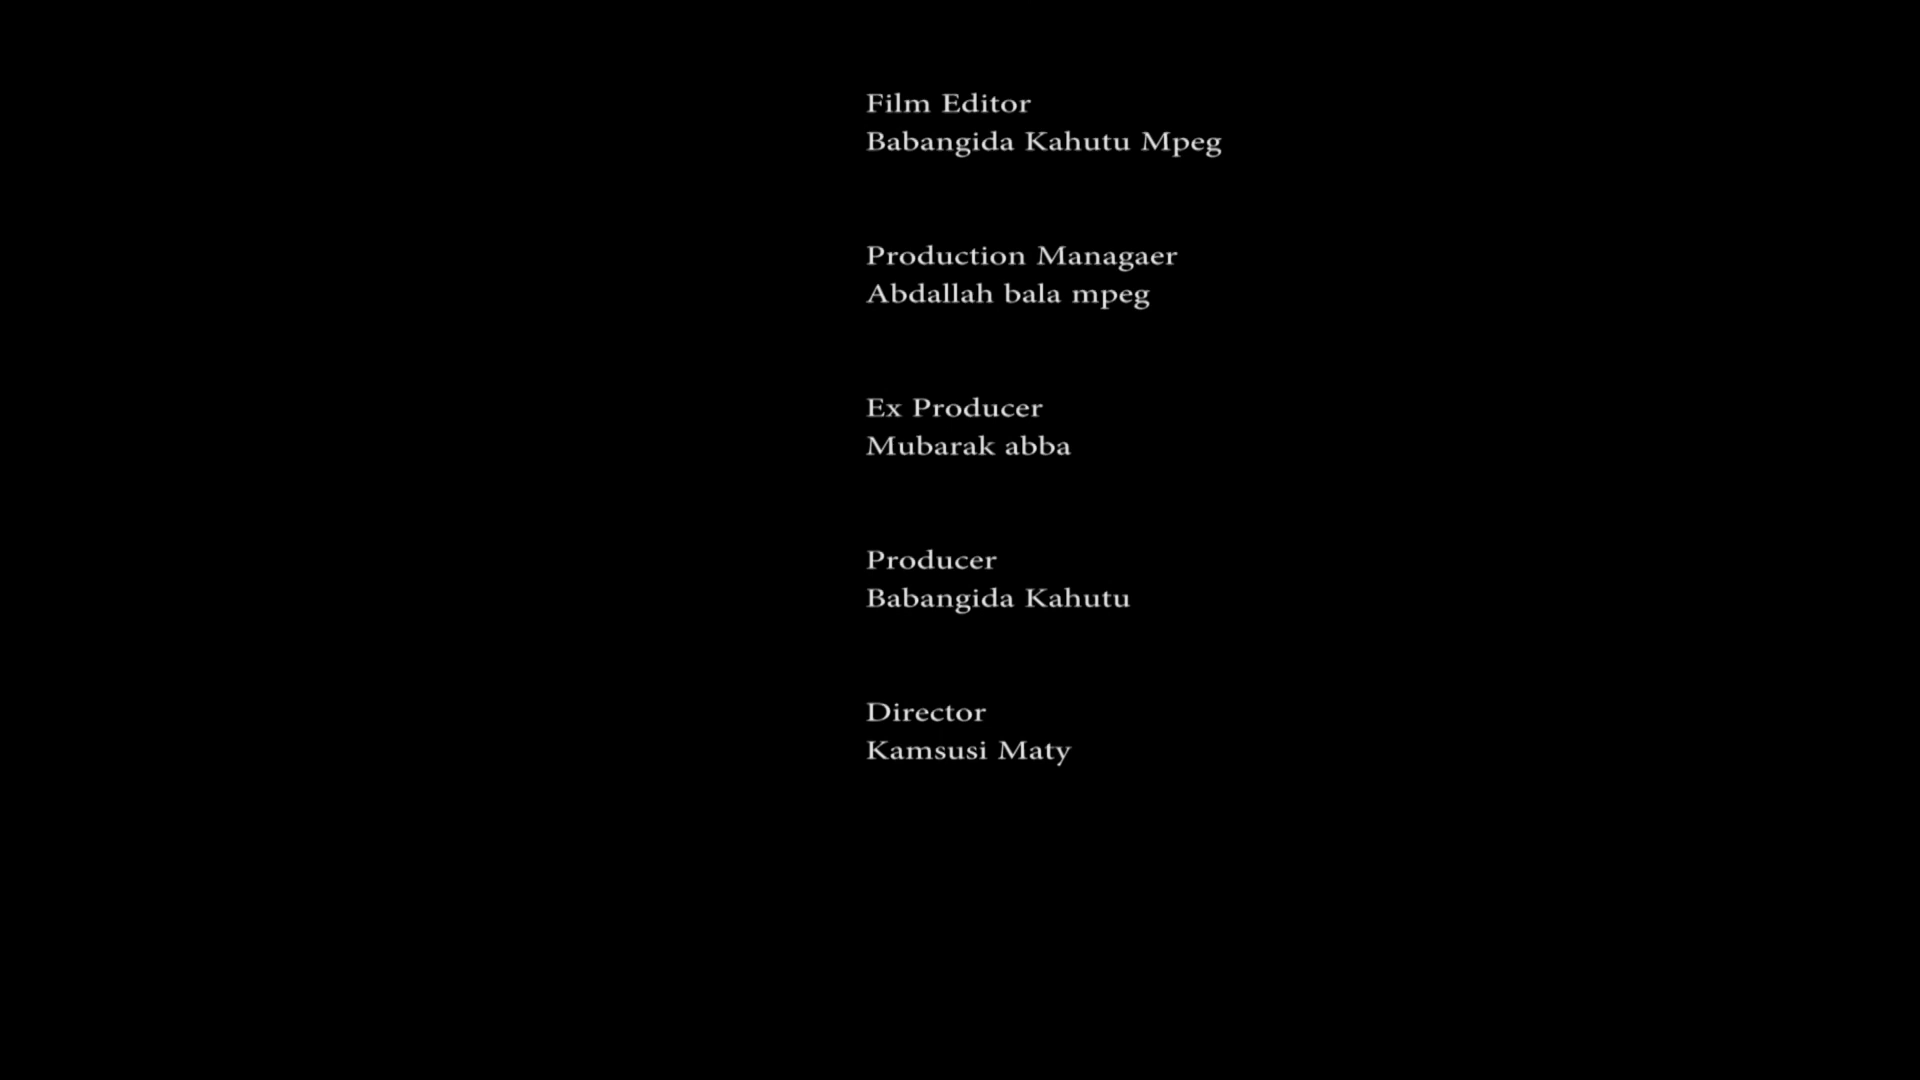 Film Editor
Babangida Kahutu Mpeg
Production Managaer
Abdallah bala mpeg
Ex Producer
Mubarak abba
Producer
Babangida Kahutu
Director
Kamsusi Maty